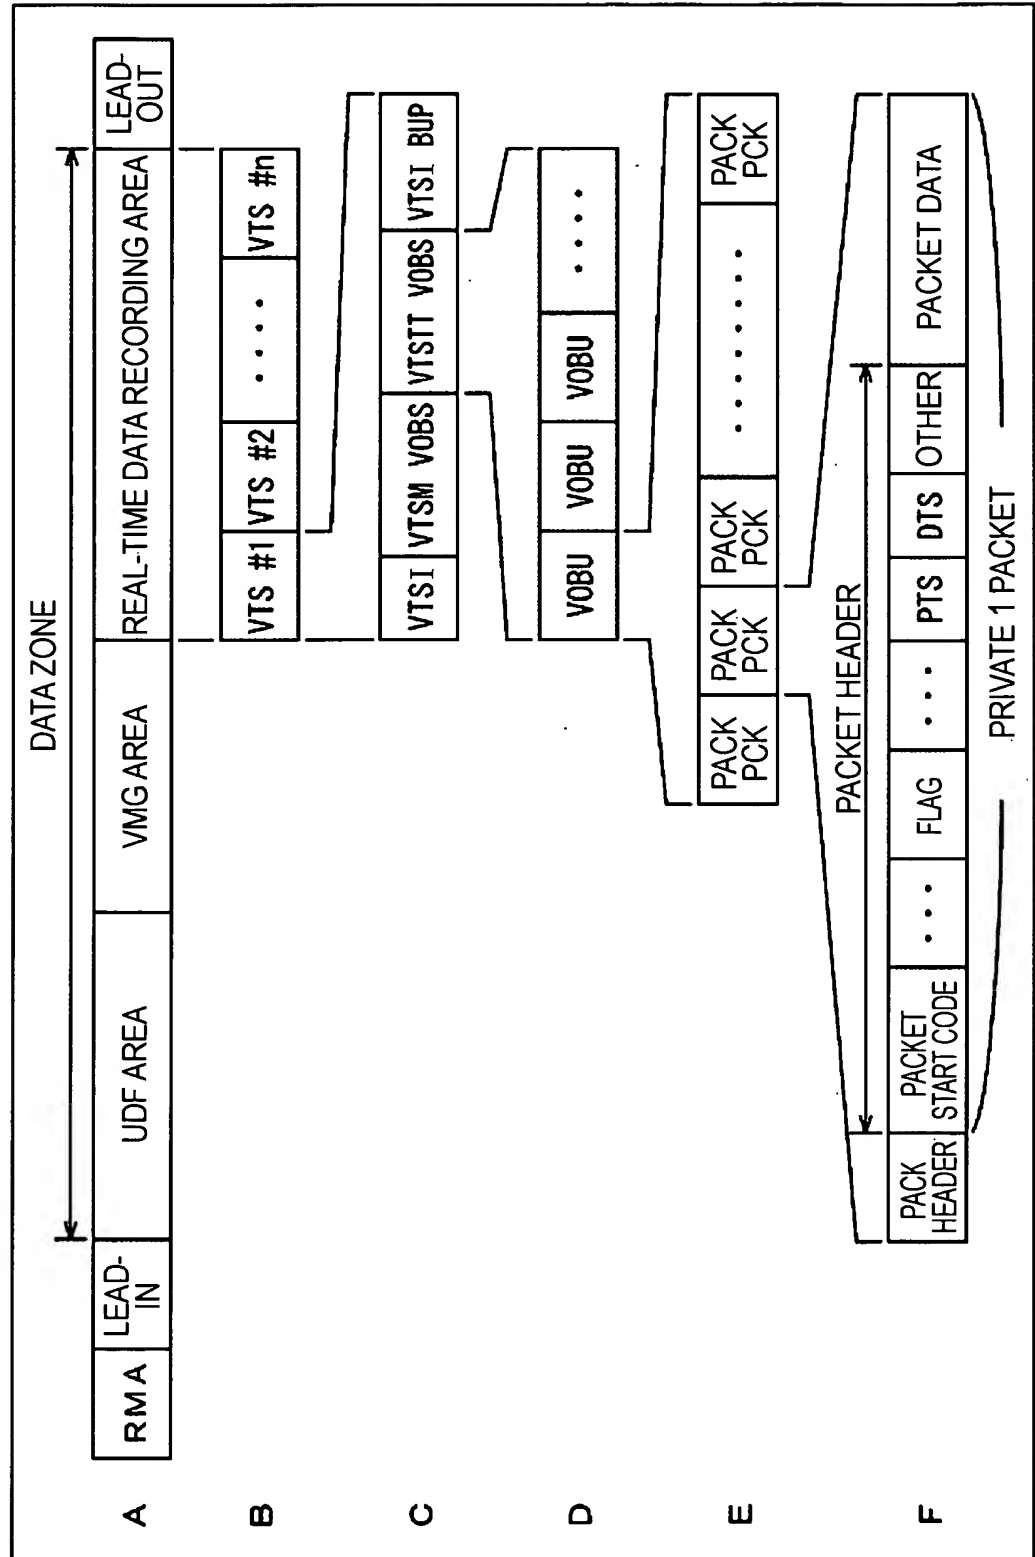 DATA ZONE
A
RMA
LEAD-
IN
UDF AREA
VMG AREA
REAL-TIME DATA RECORDING AREA
LEAD-
OUT
B
VTS #1
VTS #2
. . . .
VTS #n
C
VTSI
VTSM VOBS
VTSTT VOBS
VTSI BUP
D
VOBU
VOBU
VOBU
. . . .
E
PACK
PCK
PACK
PCK
PACK
PCK
. . . . . . . .
PACK
PCK
PACKET HEADER
F
PACK
HEADER
PACKET
START CODE
. . .
FLAG
. . .
PTS
DTS
OTHER
PACKET DATA
PRIVATE 1 PACKET